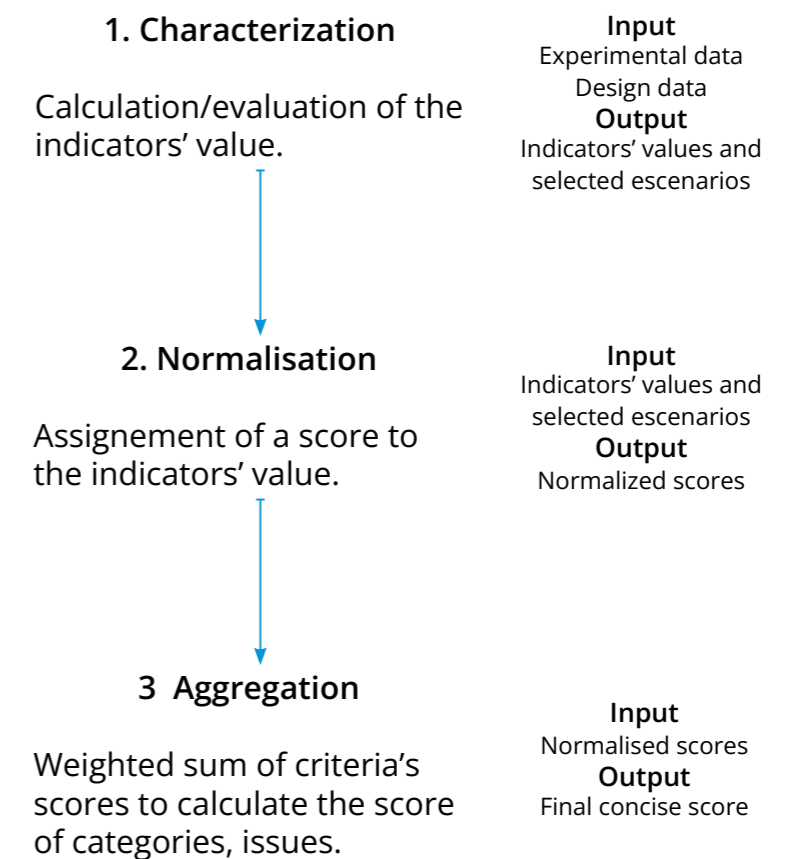 1. Characterization
Calculation/evaluation of the
indicators’ value.
Input
Experimental data
Design data
Output
Indicators’ values and
selected escenarios
2. Normalisation
Assignement of a score to
the indicators’ value.
Input
Indicators’ values and
selected escenarios
Output
Normalized scores
3 Aggregation
Weighted sum of criteria’s
scores to calculate the score
of categories, issues.
Input
Normalised scores
Output
Final concise score